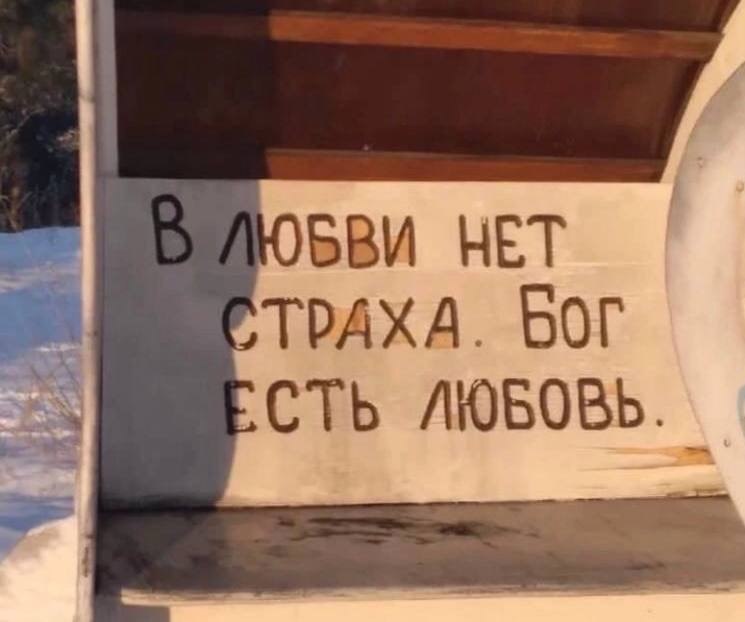 В ЛЮБВИ НЕТ
СТРАХА. БОГ
ЕСТЬ ЛЮБОВЬ.